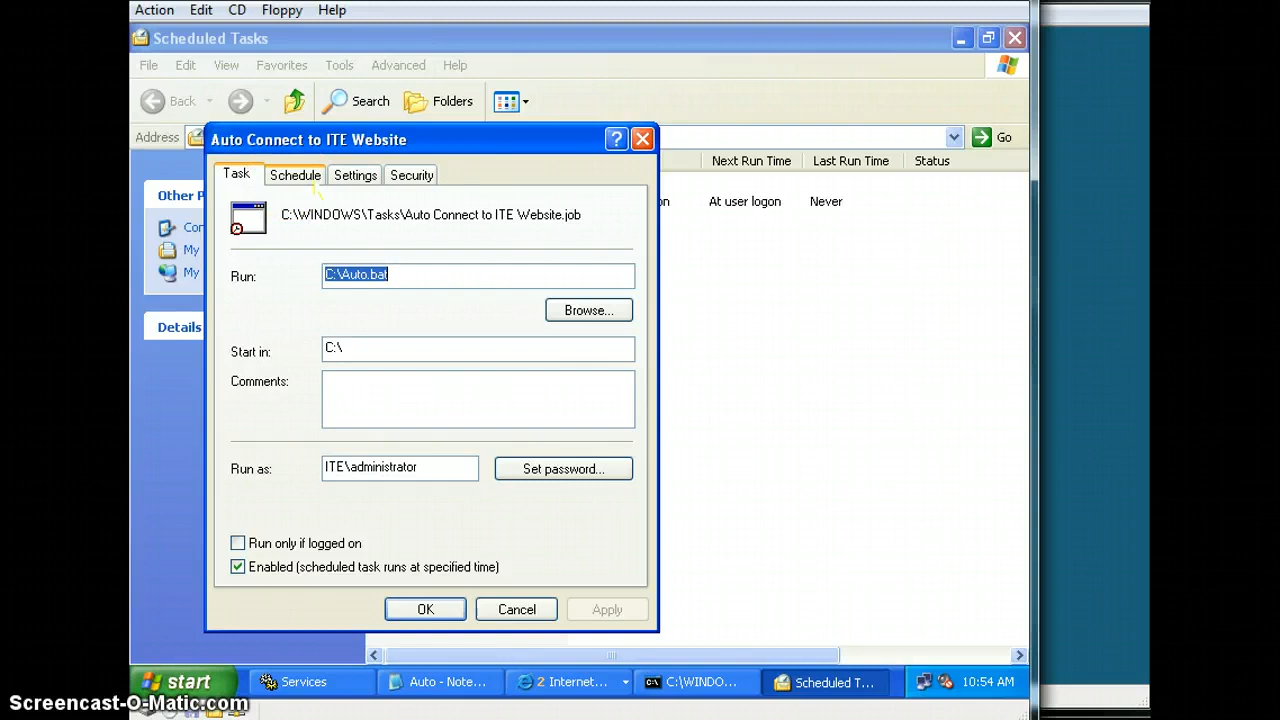 Action Edit CD Floppy Help
Scheduled Tasks
File Edit View Favorites Tools Advanced Help
Back Search Folders
Address Go
Next Run Time Last Run Time Status
At user logon Never
Other P
Con
My
My
Details
Auto Connect to ITE Website
Task Schedule Settings Security
C:\WINDOWS\Tasks\Auto Connect to ITE Website.job
Run: C:\Auto.bat
Browse...
Start in: C:\
Comments:
Run as: ITE\administrator Set password...
Run only if logged on
Enabled (scheduled task runs at specified time)
OK Cancel Apply
start Services Auto - Note... 2 Internet... C:\WINDO... Scheduled T... 10:54 AM
Screencast-O-Matic.com